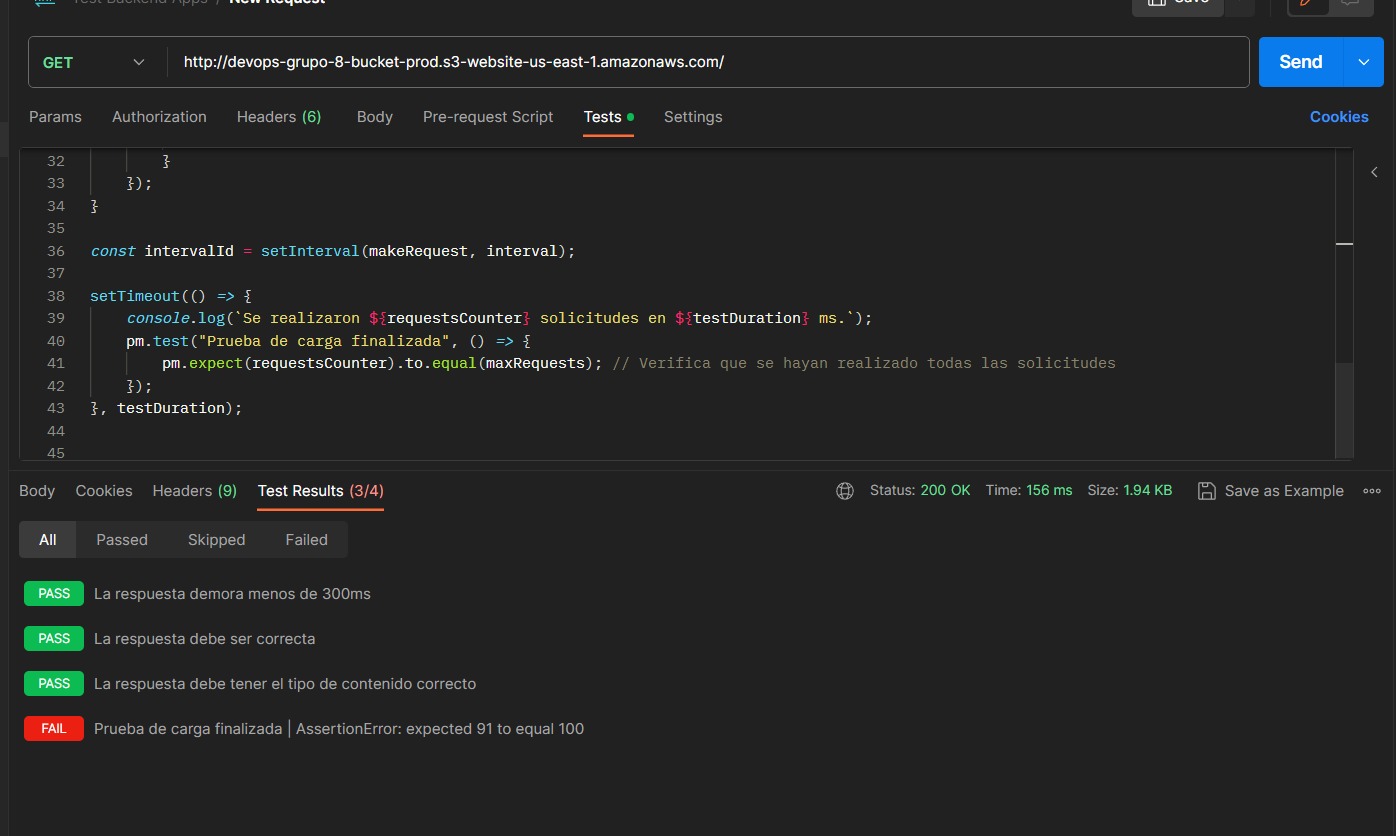 Test Backend Apps / New Request
Save
GET http://devops-grupo-8-bucket-prod.s3-website-us-east-1.amazonaws.com/ Send
Params Authorization Headers (6) Body Pre-request Script Tests Settings Cookies
32 }
33 });
34 }
35
36 const intervalId = setInterval(makeRequest, interval);
37
38 setTimeout(() => {
39 console.log(`Se realizaron ${requestsCounter} solicitudes en ${testDuration} ms.`);
40 pm.test("Prueba de carga finalizada", () => {
41 pm.expect(requestsCounter).to.equal(maxRequests); // Verifica que se hayan realizado todas las solicitudes
42 });
43 }, testDuration);
44
45
Body Cookies Headers (9) Test Results (3/4) Status: 200 OK Time: 156 ms Size: 1.94 KB Save as Example
All Passed Skipped Failed
PASS La respuesta demora menos de 300ms
PASS La respuesta debe ser correcta
PASS La respuesta debe tener el tipo de contenido correcto
FAIL Prueba de carga finalizada | AssertionError: expected 91 to equal 100